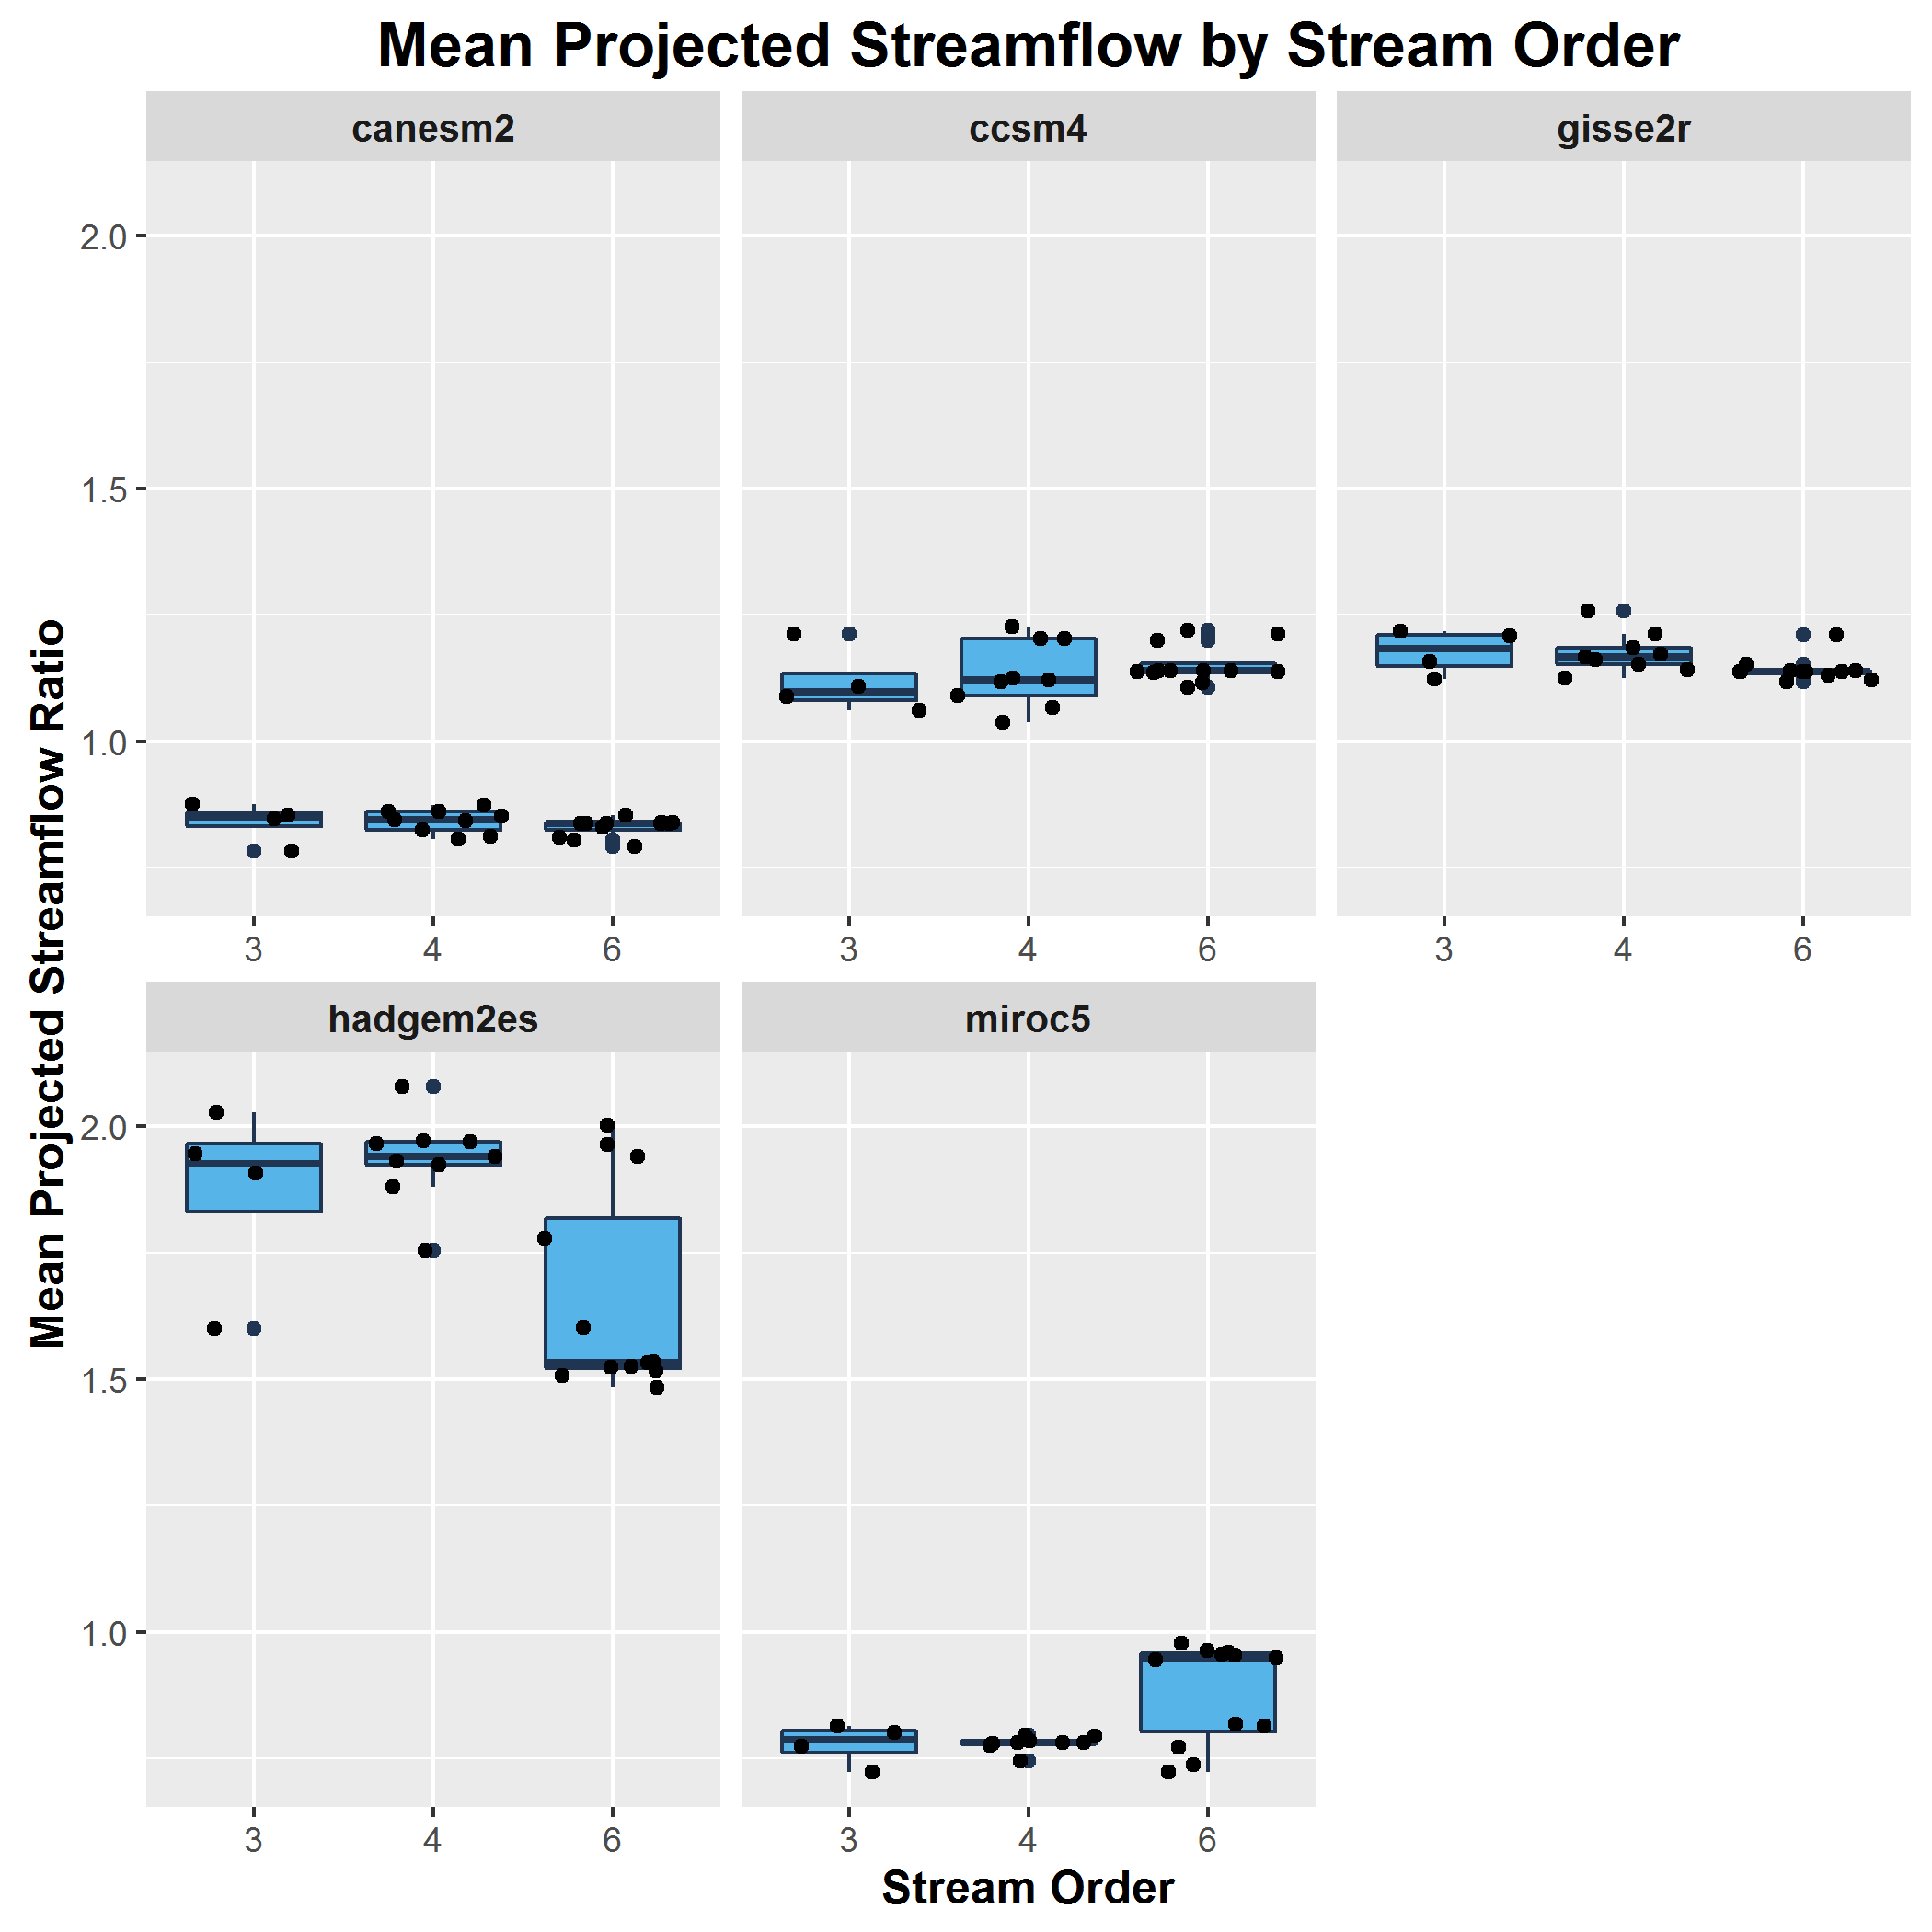 Mean Projected Streamflow by Stream Order
canesm2
ccsm4
gisse2r
2.0
1.5
1.0
3 4 6
3 4 6
3 4 6
Mean Projected Streamflow Ratio
hadgem2es
miroc5
2.0
1.5
1.0
3 4 6
3 4 6
Stream Order